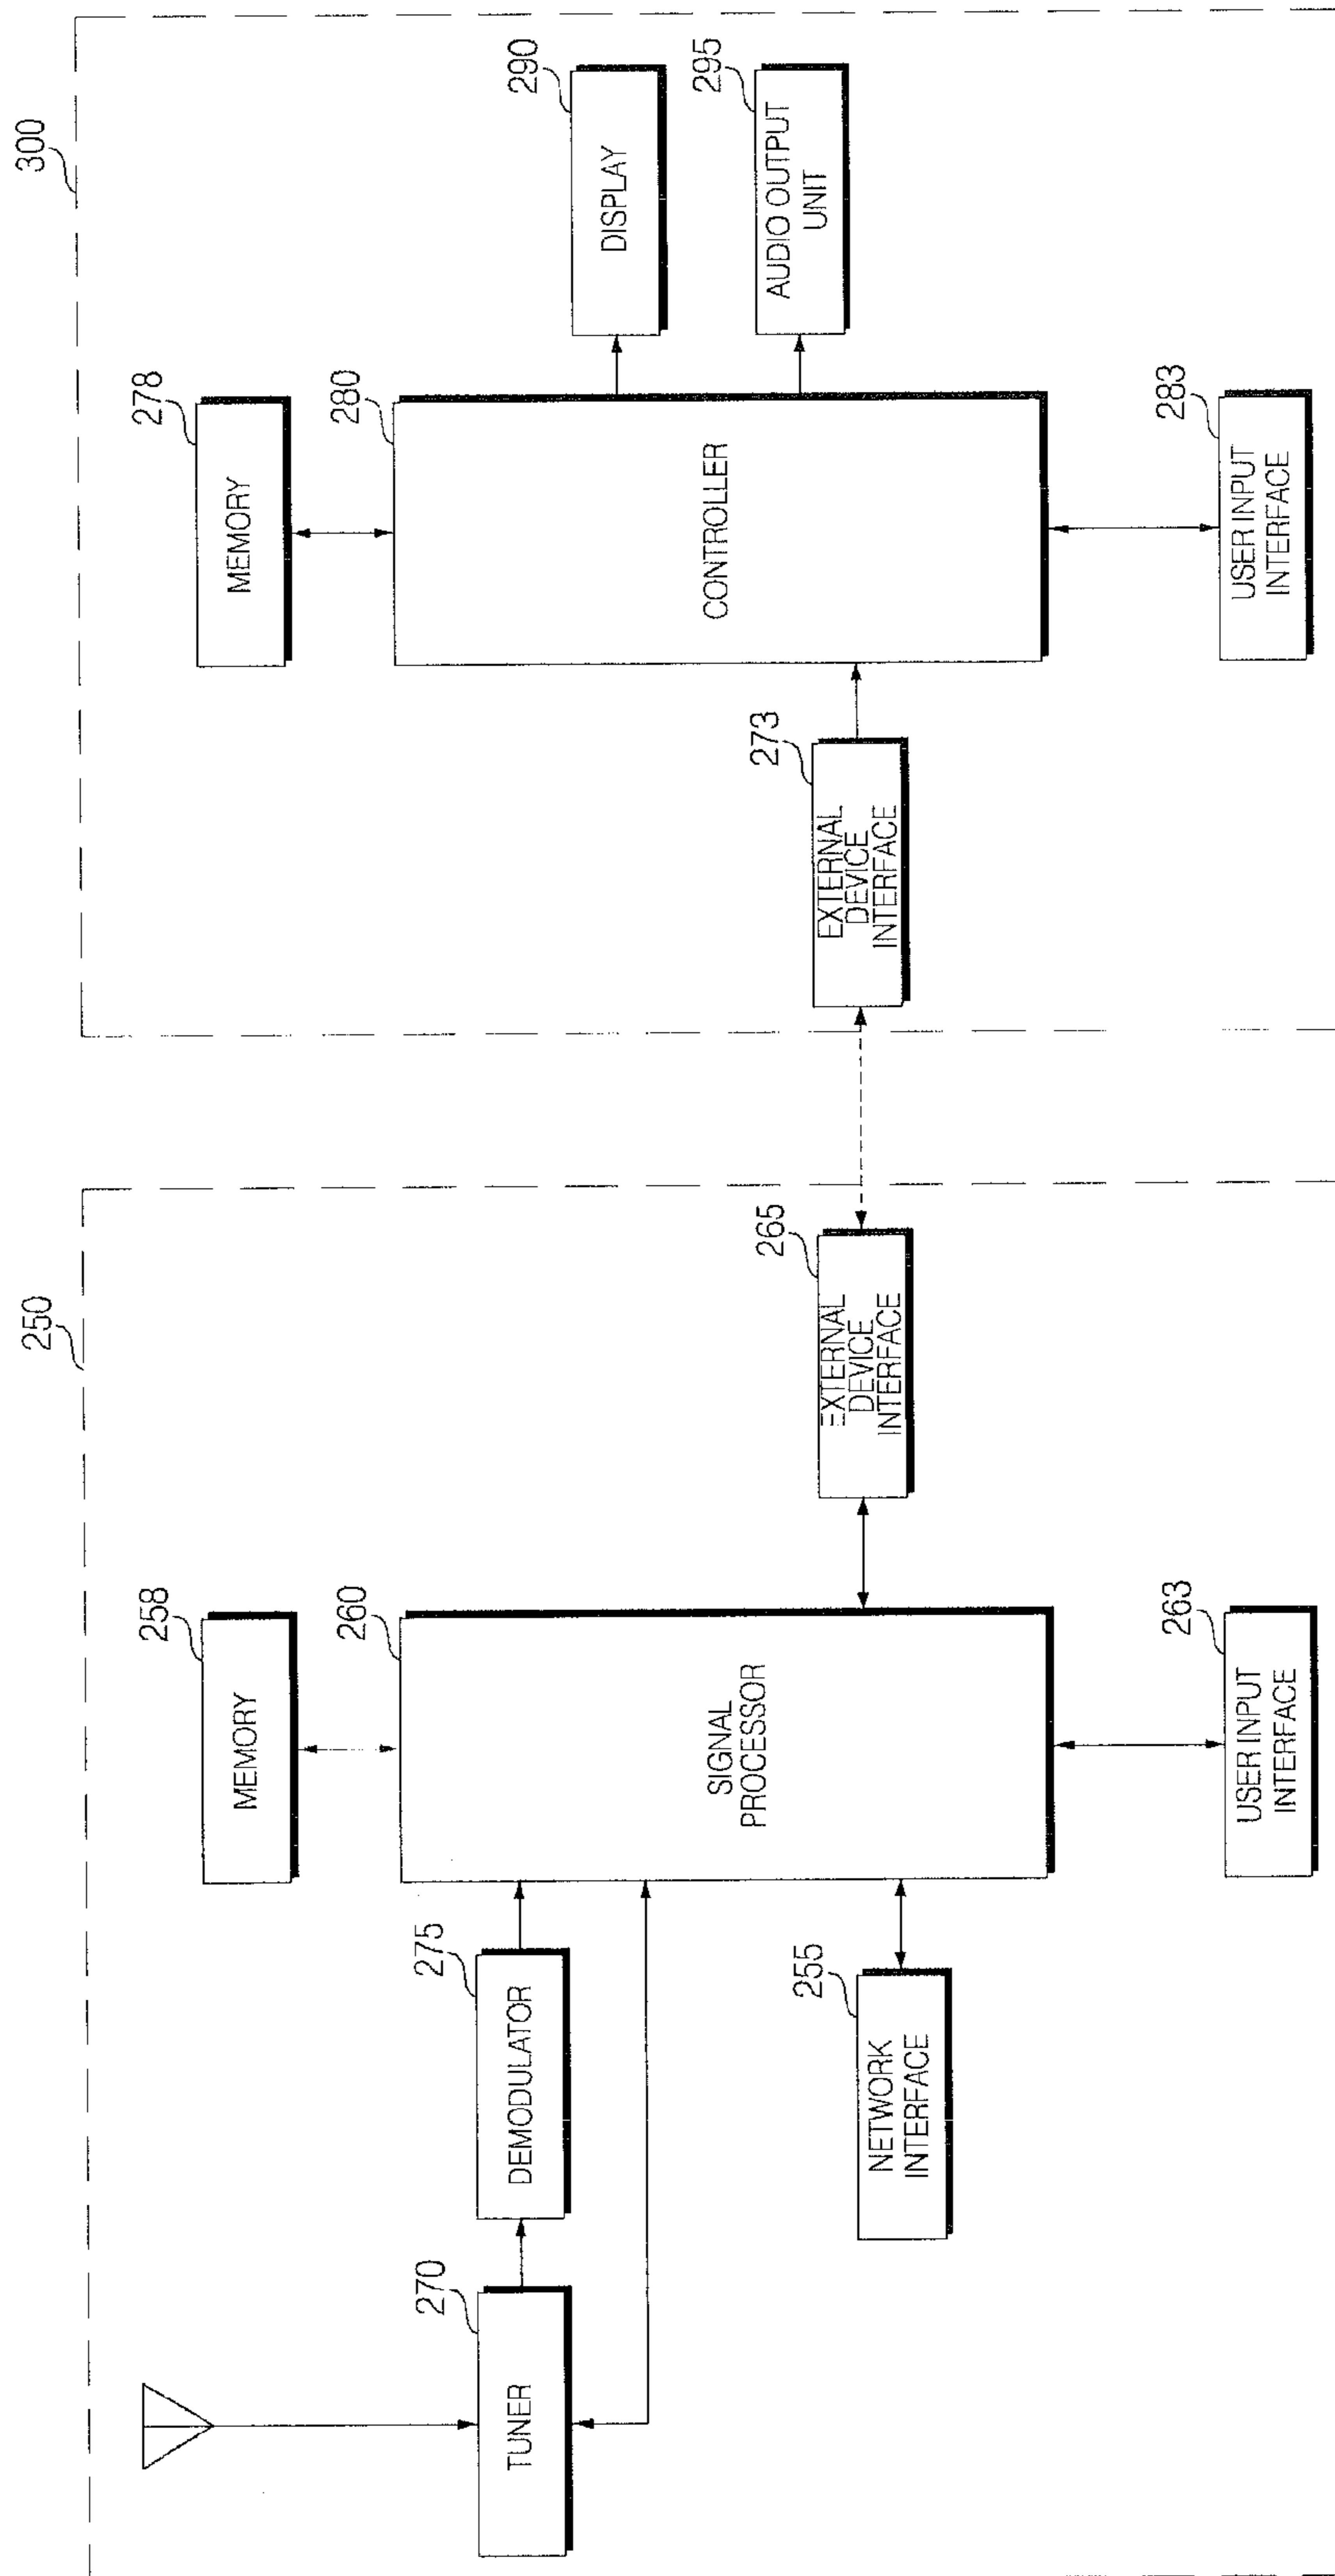 250
300
258
MEMORY
278
MEMORY
270
TUNER
275
DEMODULATOR
260
SIGNAL
PROCESSOR
280
CONTROLLER
290
DISPLAY
295
AUDIO OUTPUT
UNIT
265
EXTERNAL
DEVICE
INTERFACE
273
EXTERNAL
DEVICE
INTERFACE
255
NETWORK
INTERFACE
263
USER INPUT
INTERFACE
283
USER INPUT
INTERFACE